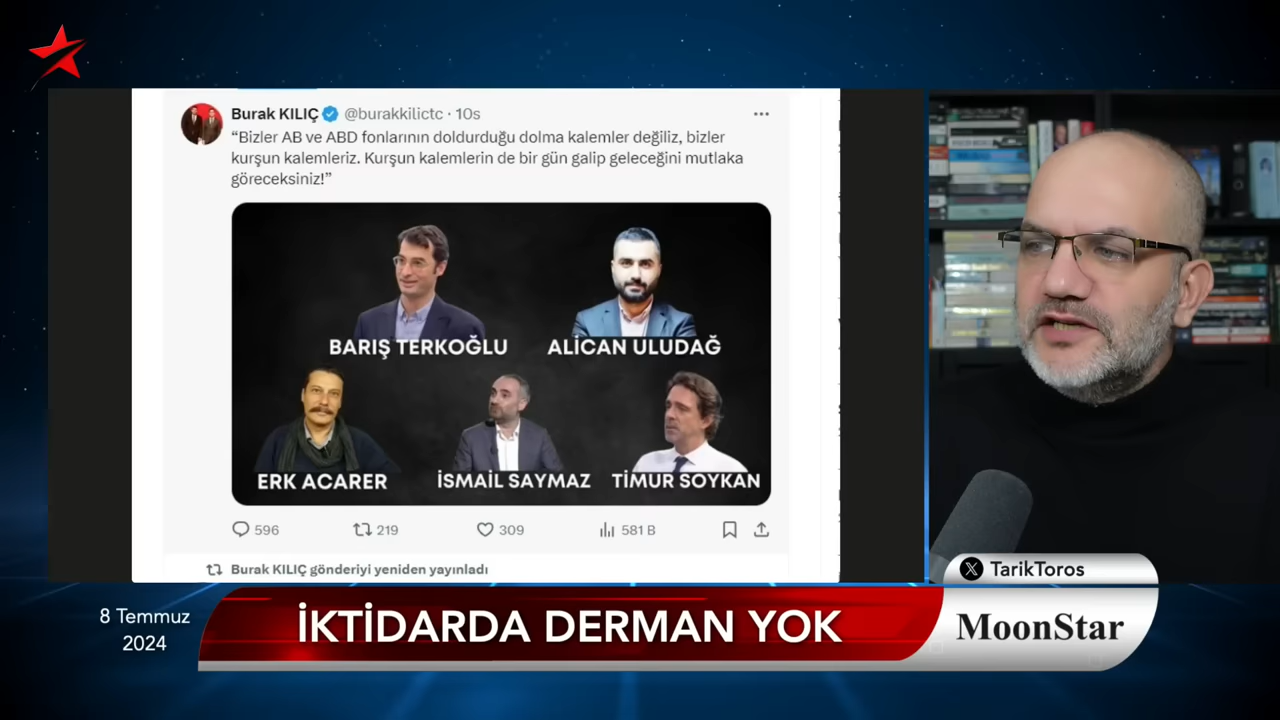 Burak KILIÇ @burakkilictc · 10s
“Bizler AB ve ABD fonlarının doldurduğu dolma kalemler değiliz, bizler
kurşun kalemleriz. Kurşun kalemlerin de bir gün galip geleceğini mutlaka
göreceksiniz!”
BARIŞ TERKOĞLU
ALİCAN ULUDAĞ
ERK ACARER
İSMAİL SAYMAZ
TİMUR SOYKAN
596
219
309
581 B
Burak KILIÇ gönderiyi yeniden yayınladı
X TarikToros
8 Temmuz
2024
İKTİDARDA DERMAN YOK
MoonStar